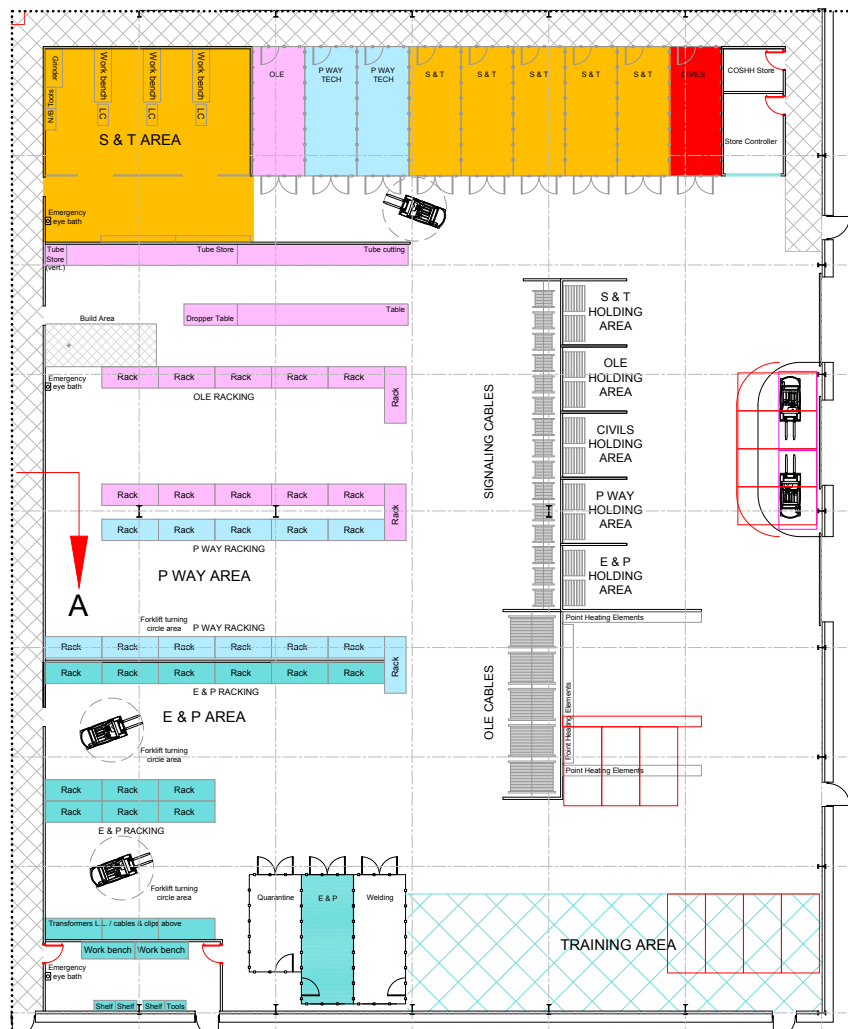 Grinder
Work bench
Work bench
Work bench
B/N Tools
LC
LC
LC
S & T AREA
OLE
P WAY
TECH
P WAY
TECH
S & T
S & T
S & T
S & T
S & T
CIVILS
COSHH Store
Store Controller
Emergency
eye bath
Tube
Store
(vert.)
Tube Store
Tube cutting
Build Area
Dropper Table
Table
Emergency
eye bath
Rack
Rack
Rack
Rack
Rack
Rack
OLE RACKING
Rack
Rack
Rack
Rack
Rack
Rack
Rack
Rack
Rack
Rack
Rack
P WAY RACKING
P WAY AREA
A
Forklift turning
circle area
P WAY RACKING
Rack
Rack
Rack
Rack
Rack
Rack
Rack
Rack
Rack
Rack
Rack
Rack
Rack
E & P RACKING
E & P AREA
Forklift turning
circle area
Rack
Rack
Rack
Rack
Rack
Rack
E & P RACKING
Forklift turning
circle area
Transformers L.L. / cables & clips above
Work bench
Work bench
Emergency
eye bath
Shelf
Shelf
Shelf
Tools
SIGNALING CABLES
S & T
HOLDING
AREA
OLE
HOLDING
AREA
CIVILS
HOLDING
AREA
P WAY
HOLDING
AREA
E & P
HOLDING
AREA
OLE CABLES
Point Heating Elements
Point Heating Elements
Point Heating Elements
Quarantine
E & P
Welding
TRAINING AREA